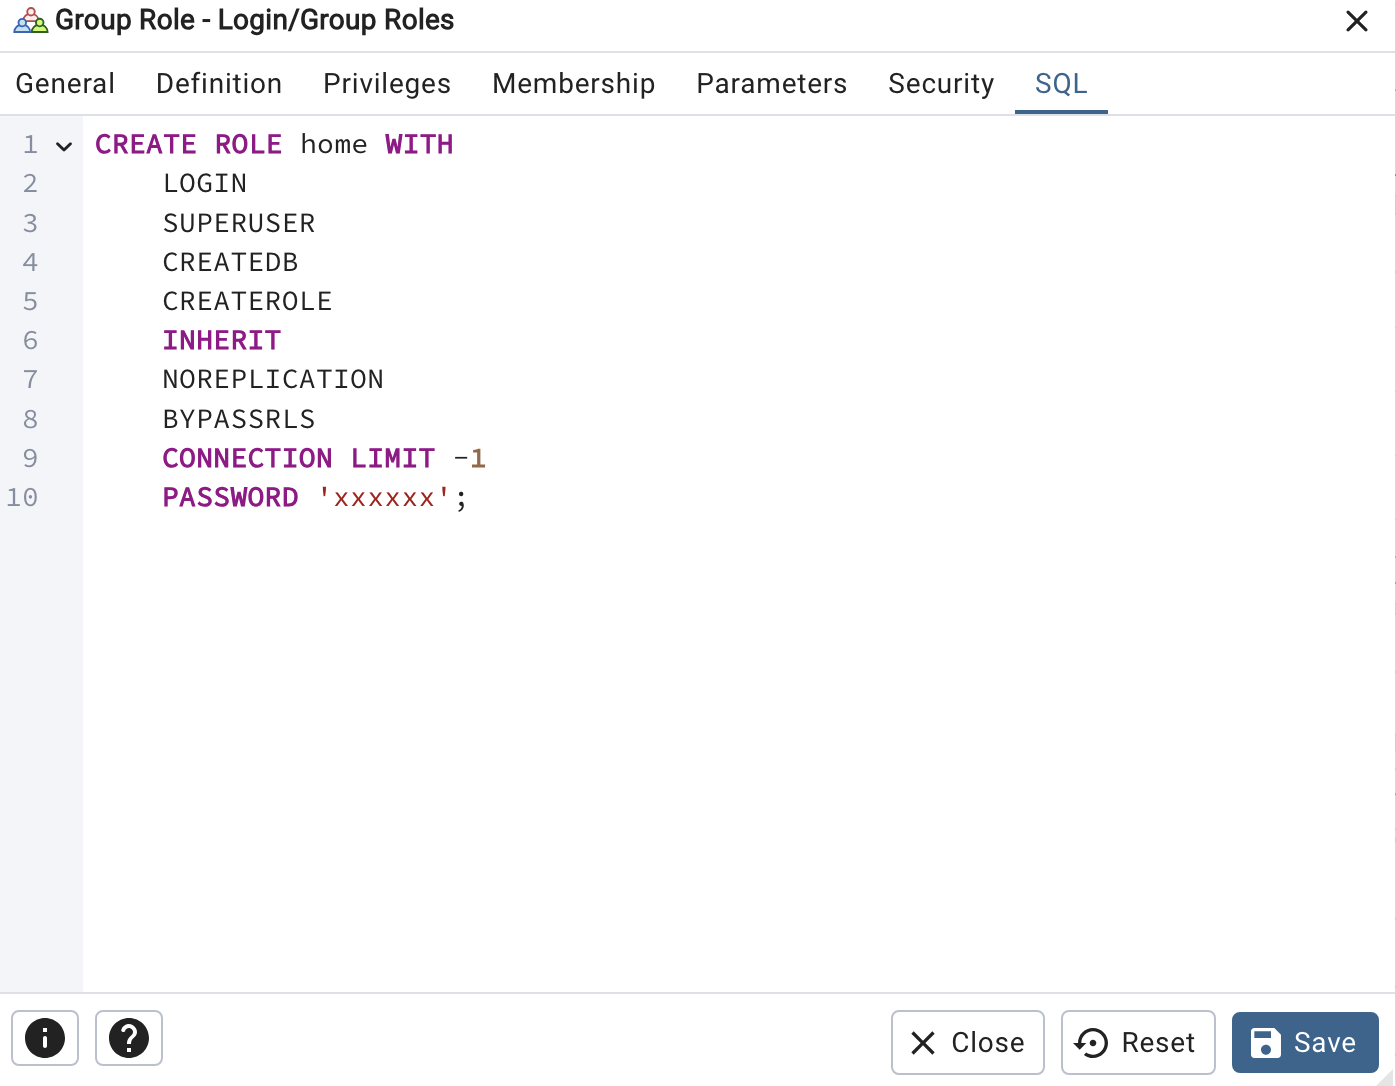 Group Role - Login/Group Roles
General Definition Privileges Membership Parameters Security SQL
1 CREATE ROLE home WITH
2 LOGIN
3 SUPERUSER
4 CREATEDB
5 CREATEROLE
6 INHERIT
7 NOREPLICATION
8 BYPASSRLS
9 CONNECTION LIMIT -1
10 PASSWORD 'xxxxxx';
Close Reset Save